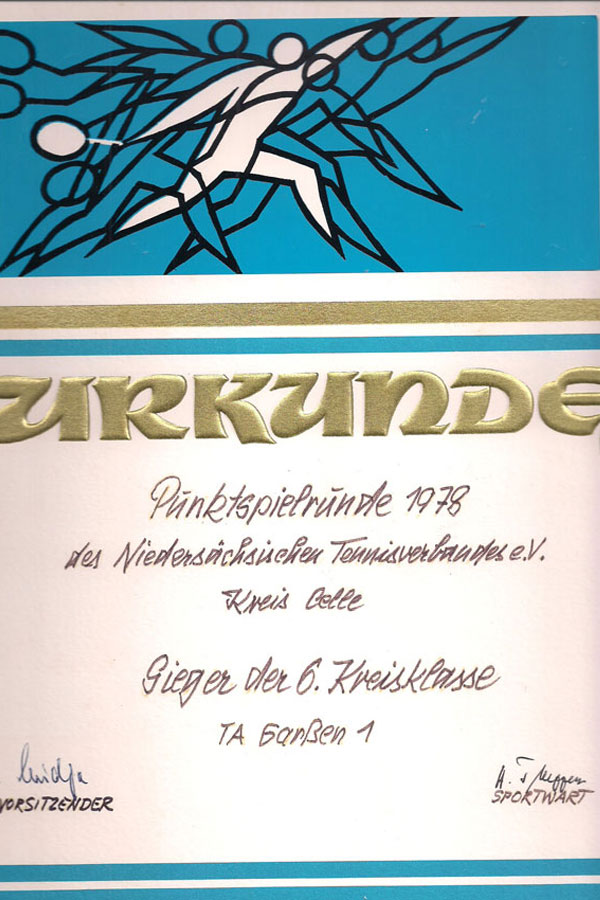 URKUNDE
Punktspielrunde 1978
des Niedersächsischen Tennisverbandes e.V.
Kreis Celle
Sieger der 6. Kreisklasse
TA Garßen 1
VORSITZENDER
SPORTWART